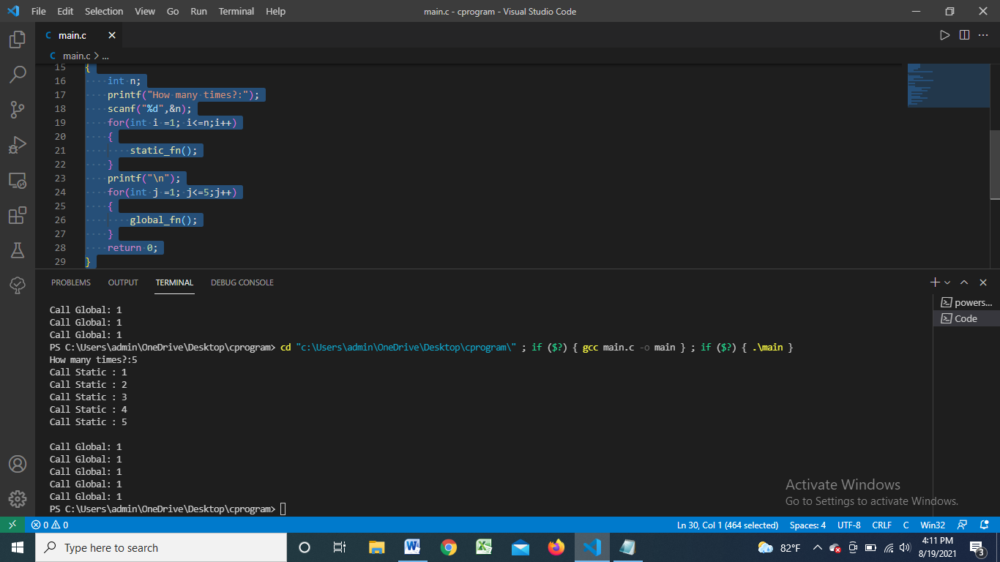 File Edit Selection View Go Run Terminal Help main.c - cprogram - Visual Studio Code
C main.c
C main.c > ...
15 {
16 int n;
17 printf("How many times?:");
18 scanf("%d",&n);
19 for(int i =1; i<=n;i++)
20 {
21 static_fn();
22 }
23 printf("\n");
24 for(int j =1; j<=5;j++)
25 {
26 global_fn();
27 }
28 return 0;
29 }
PROBLEMS OUTPUT TERMINAL DEBUG CONSOLE
powers...
Code
Call Global: 1
Call Global: 1
Call Global: 1
PS C:\Users\admin\OneDrive\Desktop\cprogram> cd "c:\Users\admin\OneDrive\Desktop\cprogram\" ; if ($?) { gcc main.c -o main } ; if ($?) { .\main }
How many times?:5
Call Static : 1
Call Static : 2
Call Static : 3
Call Static : 4
Call Static : 5
Call Global: 1
Call Global: 1
Call Global: 1
Call Global: 1
Call Global: 1
PS C:\Users\admin\OneDrive\Desktop\cprogram>
Activate Windows
Go to Settings to activate Windows.
0 0 Ln 30, Col 1 (464 selected) Spaces: 4 UTF-8 CRLF C Win32
Type here to search
82°F
4:11 PM
8/19/2021
3